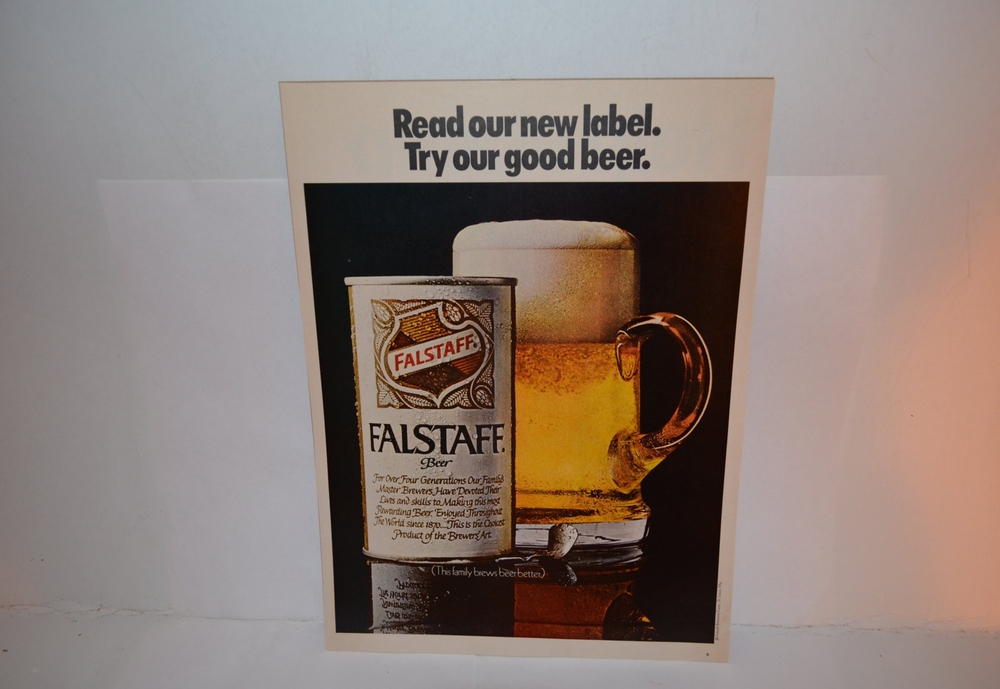 Read our new label.
Try our good beer.
FALSTAFF
FALSTAFF.
Beer
For Over Four Generations Our Family
Master Brewers Have Devoted Their
Lives and skills to Making this most
Rewarding Beer. Enjoyed Throughout
The World since 1870... This is the Choicest
Product of the Brewers' Art.
(This family brews beer better.)